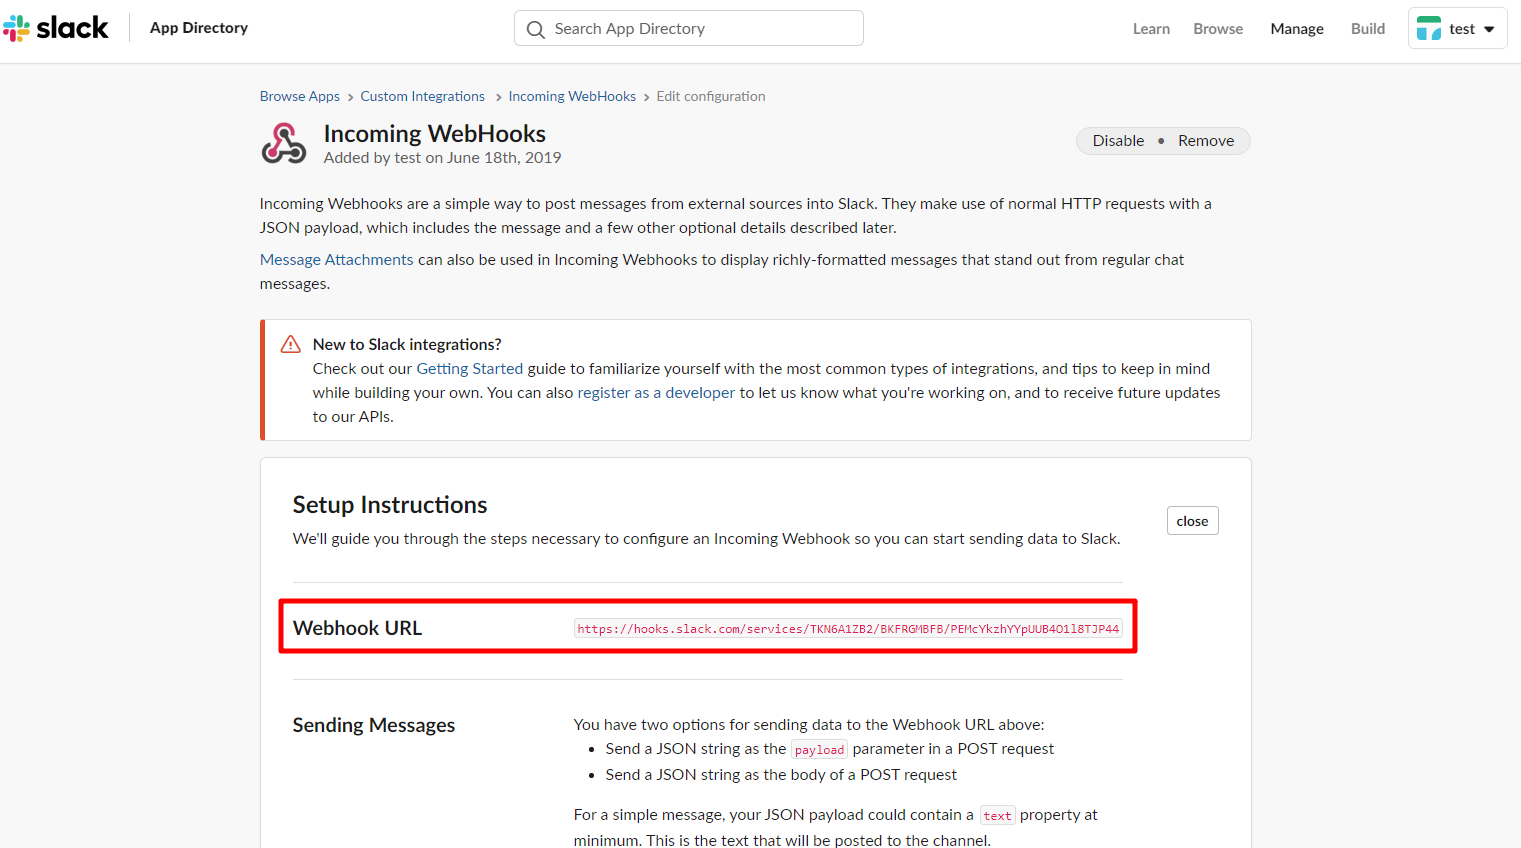 slack
App Directory
Search App Directory
Learn Browse Manage Build test
Browse Apps > Custom Integrations > Incoming WebHooks > Edit configuration
Incoming WebHooks
Added by test on June 18th, 2019
Disable • Remove
Incoming Webhooks are a simple way to post messages from external sources into Slack. They make use of normal HTTP requests with a
JSON payload, which includes the message and a few other optional details described later.
Message Attachments can also be used in Incoming Webhooks to display richly-formatted messages that stand out from regular chat
messages.
New to Slack integrations?
Check out our Getting Started guide to familiarize yourself with the most common types of integrations, and tips to keep in mind
while building your own. You can also register as a developer to let us know what you're working on, and to receive future updates
to our APIs.
Setup Instructions
We'll guide you through the steps necessary to configure an Incoming Webhook so you can start sending data to Slack.
close
Webhook URL
https://hooks.slack.com/services/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
Sending Messages
You have two options for sending data to the Webhook URL above:
• Send a JSON string as the payload parameter in a POST request
• Send a JSON string as the body of a POST request
For a simple message, your JSON payload could contain a text property at
minimum. This is the text that will be posted to the channel.